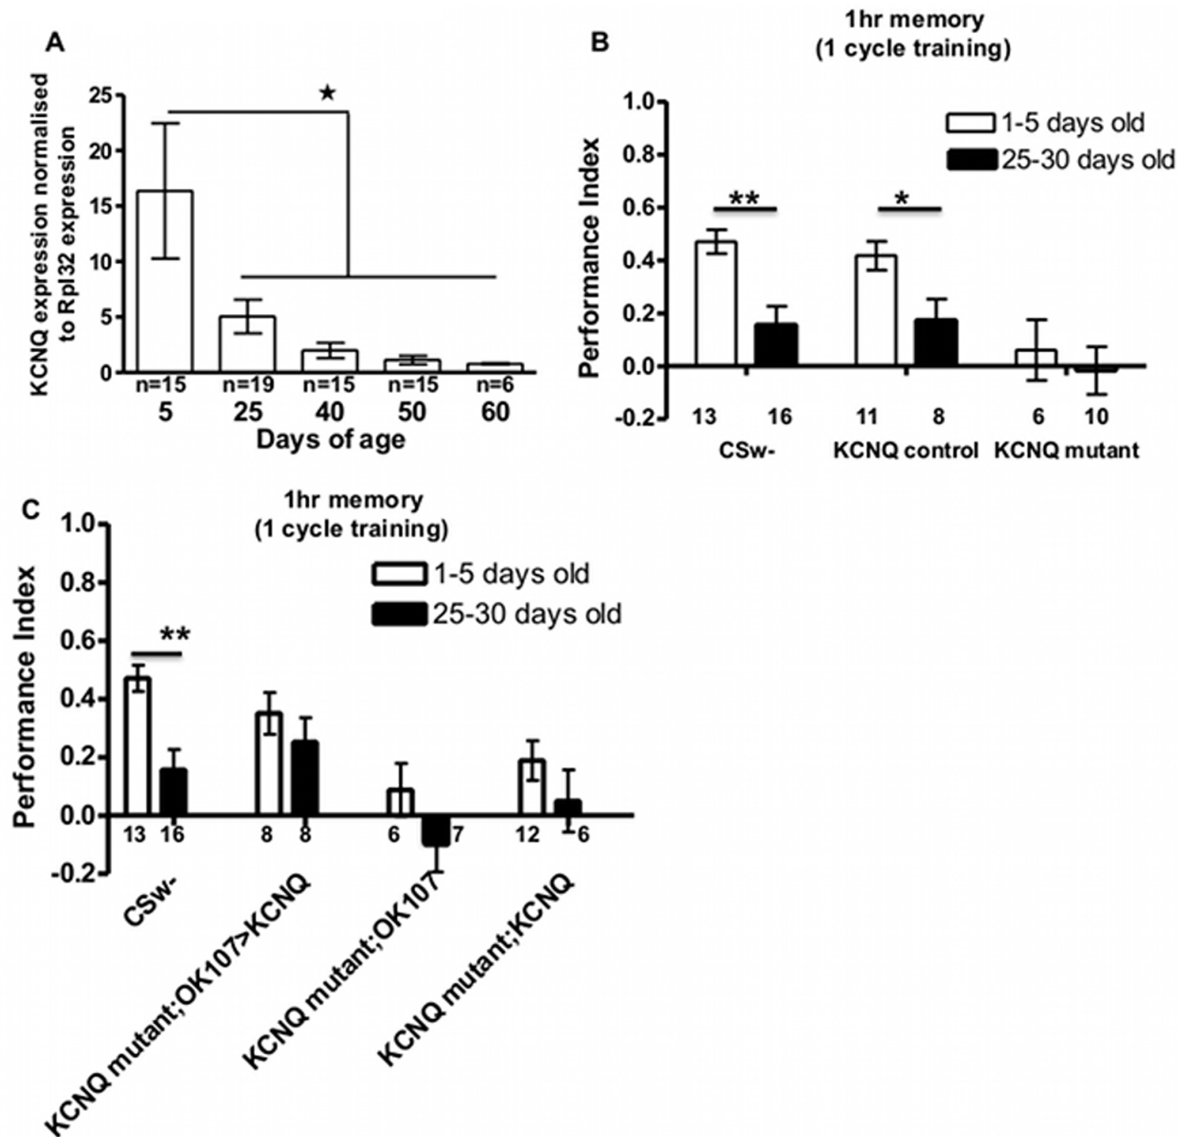 A
KCNQ expression normalised
to Rpl32 expression
25
20
15
10
5
0
★
n=15 n=19 n=15 n=15 n=6
5 25 40 50 60
Days of age
B
1hr memory
(1 cycle training)
Performance Index
1.0
0.8
0.6
0.4
0.2
0.0
-0.2
1-5 days old
25-30 days old
** *
13 16 11 8 6 10
CSw- KCNQ control KCNQ mutant
C
1hr memory
(1 cycle training)
Performance Index
1.0
0.8
0.6
0.4
0.2
0.0
-0.2
1-5 days old
25-30 days old
**
13 16 8 8 6 7 12 6
CSw-
KCNQ mutant;OK107>KCNQ
KCNQ mutant;OK107
KCNQ mutant;KCNQ